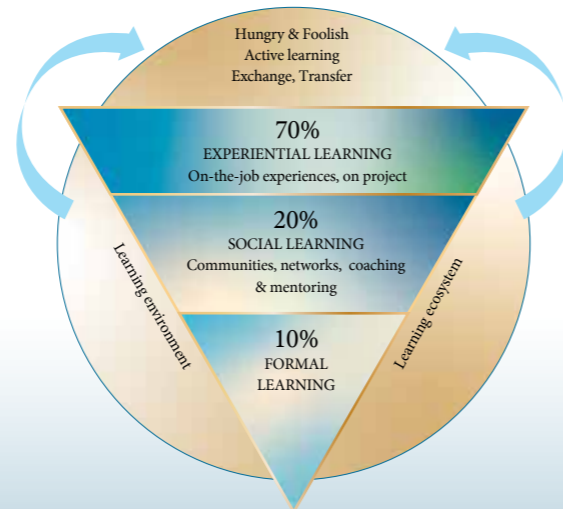 Hungry & Foolish
Active learning
Exchange, Transfer
70%
EXPERIENTIAL LEARNING
On-the-job experiences, on project
20%
SOCIAL LEARNING
Communities, networks, coaching
& mentoring
10%
FORMAL
LEARNING
Learning environment
Learning ecosystem